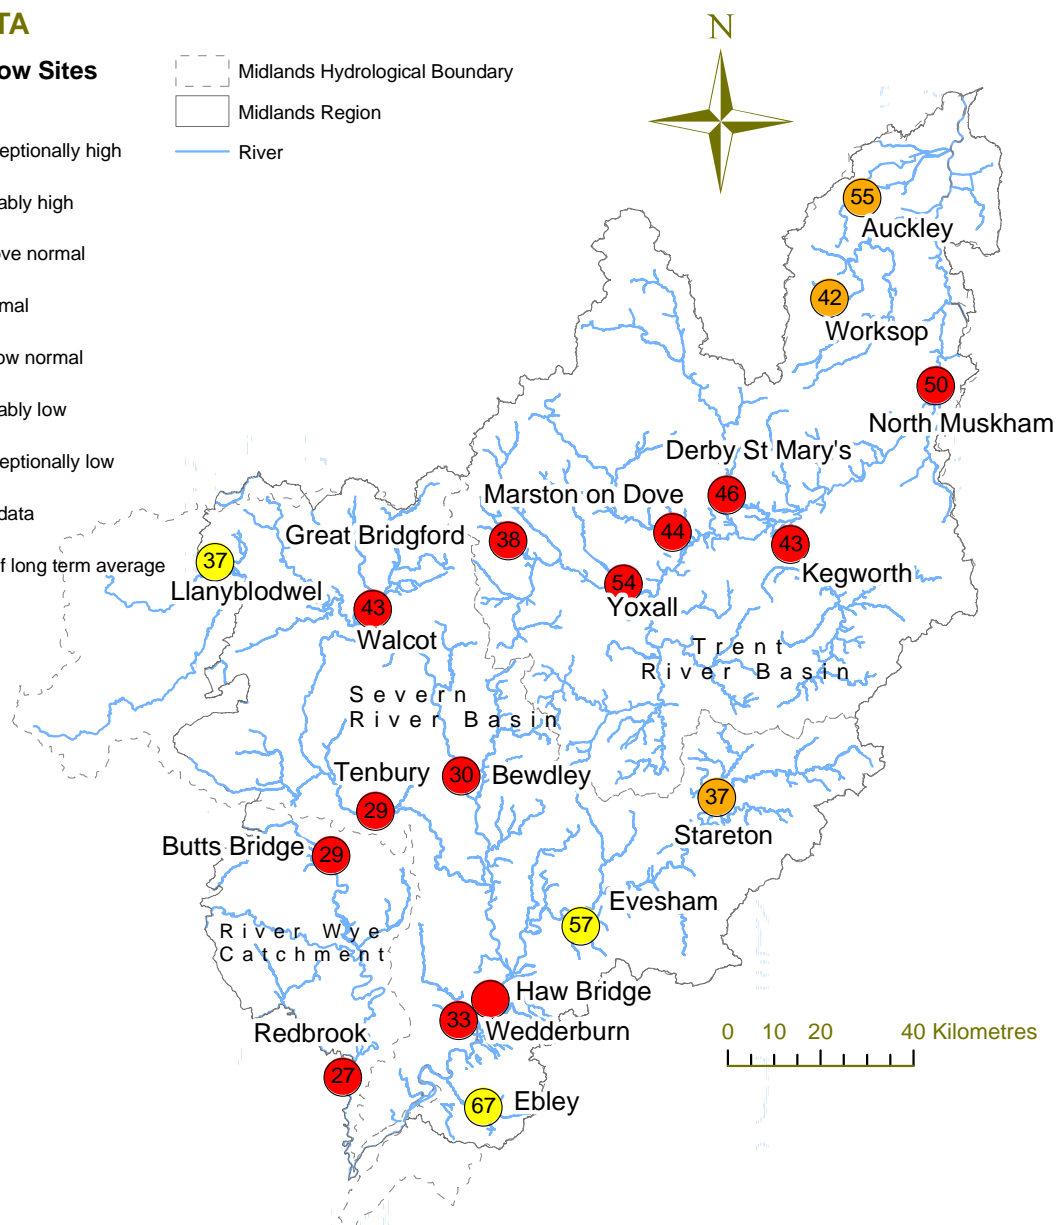 TA
ow Sites
eptionally high
ably high
ove normal
mal
ow normal
ably low
eptionally low
data
f long term average
Midlands Hydrological Boundary
Midlands Region
River
N
55
Auckley
42
Worksop
50
North Muskham
Derby St Mary's
46
Marston on Dove
44
Great Bridgford
38
43
Kegworth
37
Llanyblodwel
54
Yoxall
43
Walcot
Trent
River Basin
Severn
River Basin
Tenbury
30
Bewdley
29
37
Stareton
Butts Bridge
29
Evesham
57
River Wye
Catchment
Haw Bridge
33
Wedderburn
Redbrook
27
67
Ebley
0 10 20 40 Kilometres